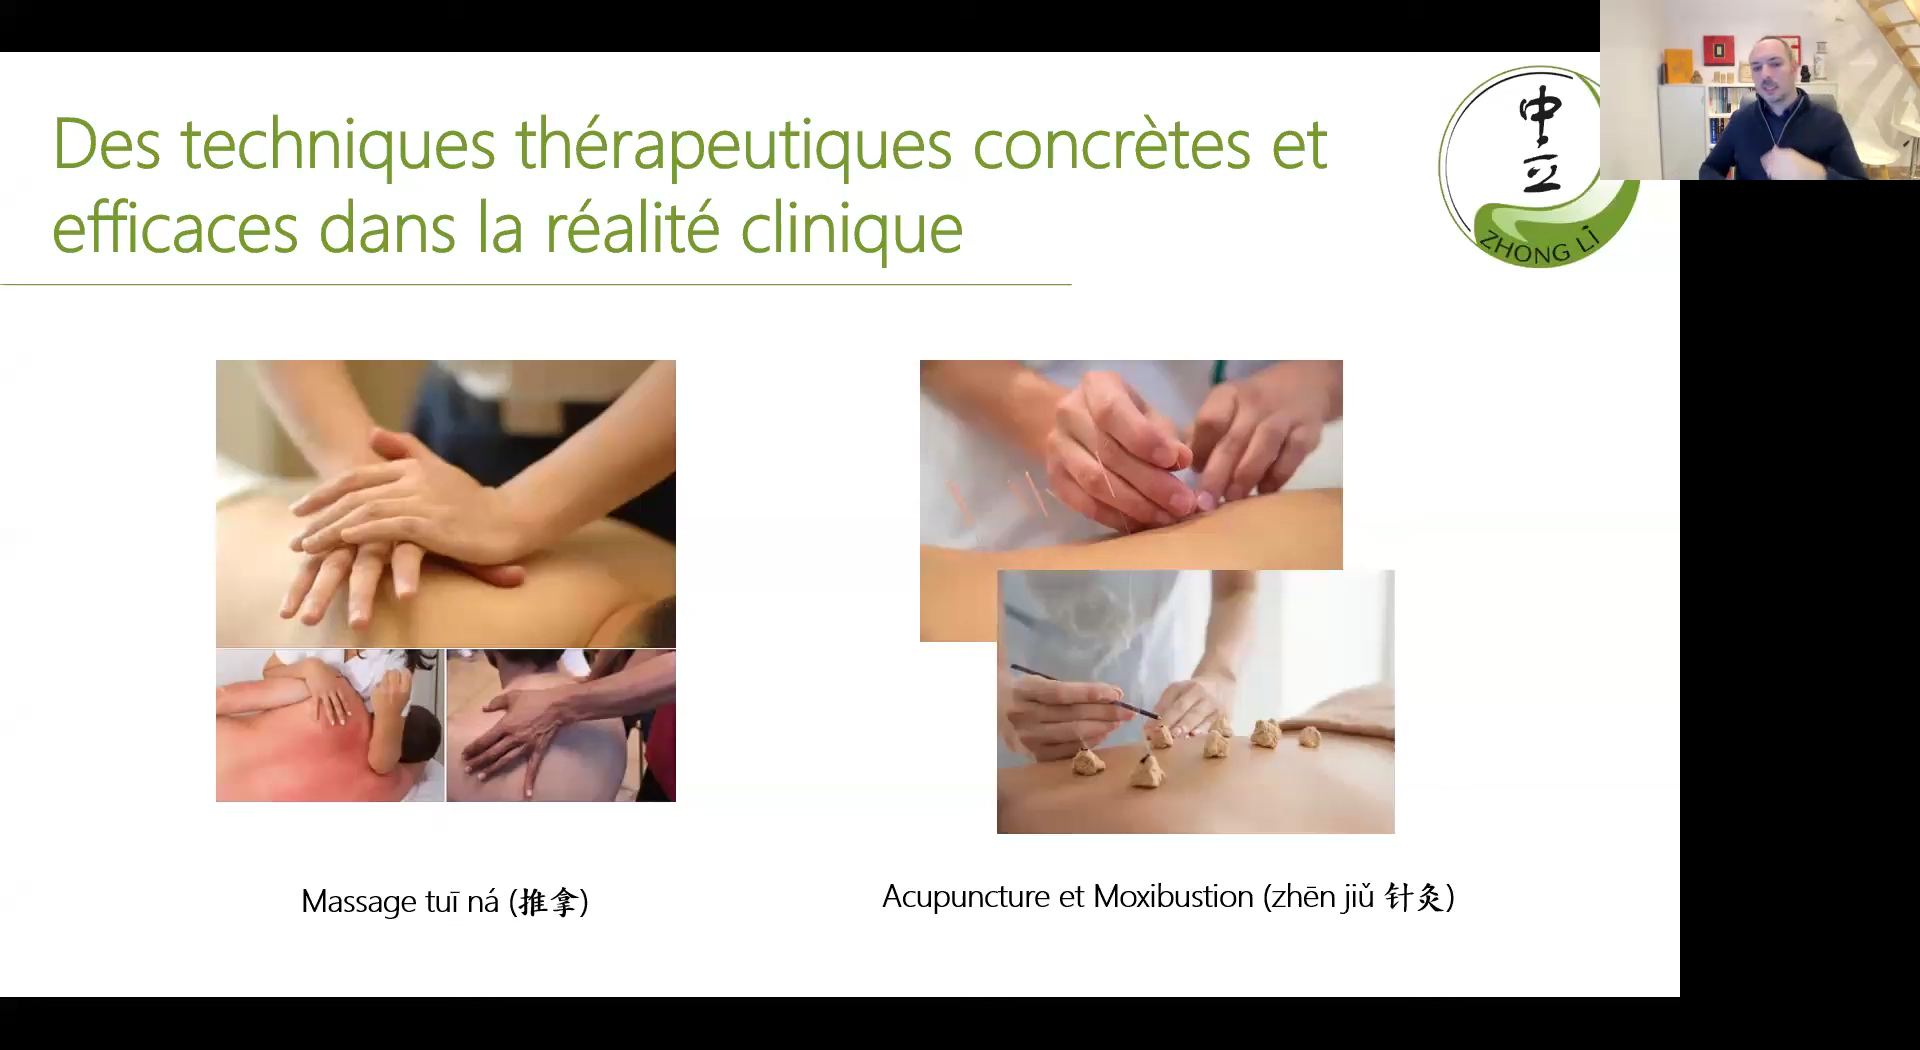 Des techniques thérapeutiques concrètes et
efficaces dans la réalité clinique
中
立
ZHONG LÌ
Massage tuī ná (推拿)
Acupuncture et Moxibustion (zhēn jiǔ 针灸)